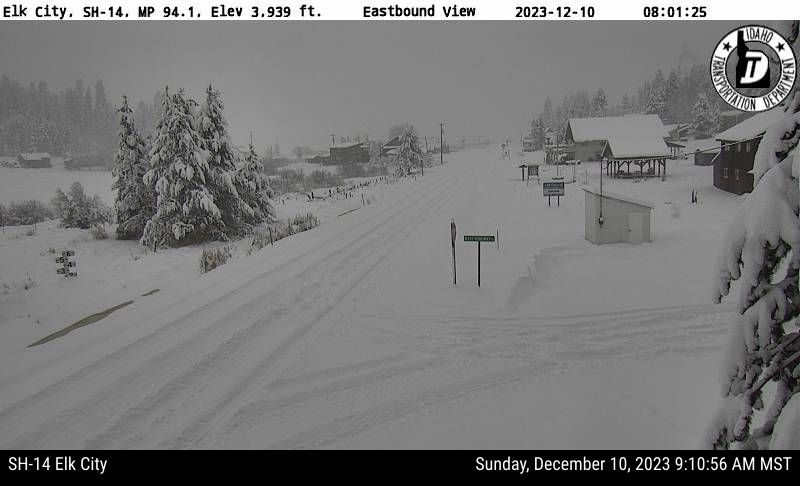 Elk City, SH-14, MP 94.1, Elev 3,939 ft. Eastbound View 2023-12-10 08:01:25
IDAHO
TRANSPORTATION DEPARTMENT
SH-14 Elk City
Sunday, December 10, 2023 9:10:56 AM MST